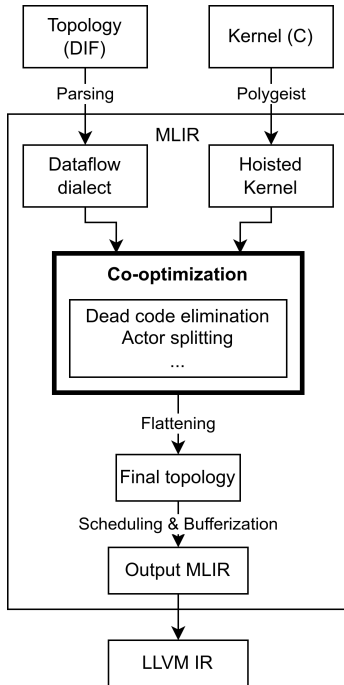 Topology
(DIF)
Kernel (C)
Parsing
Polygeist
MLIR
Dataflow
dialect
Hoisted
Kernel
Co-optimization
Dead code elimination
Actor splitting
...
Flattening
Final topology
Scheduling & Bufferization
Output MLIR
LLVM IR